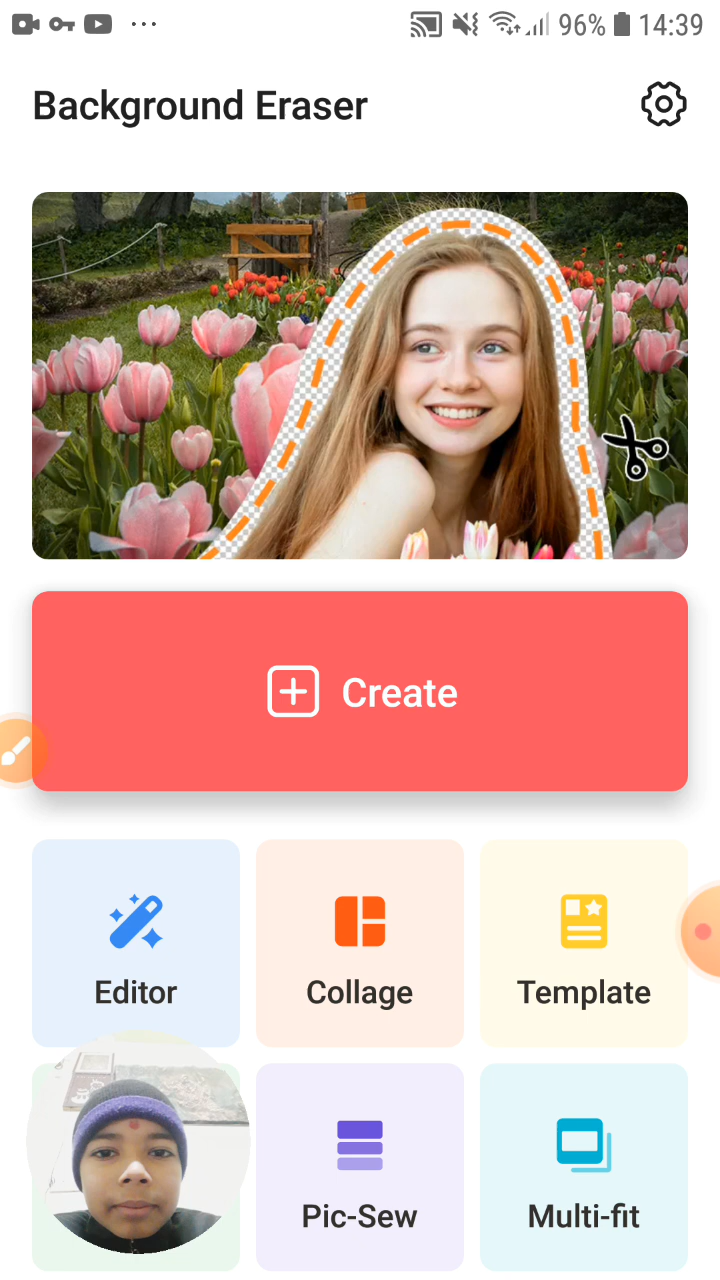 96% 14:39
Background Eraser
Create
Editor Collage Template
Pic-Sew Multi-fit